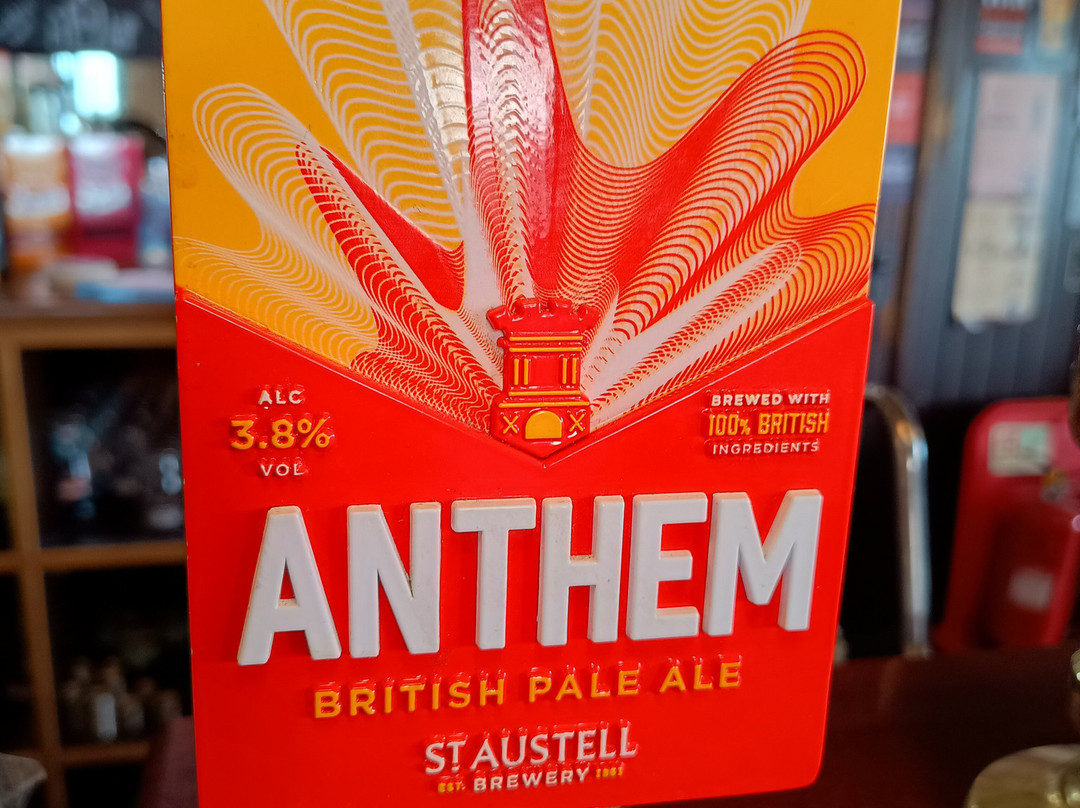 ALC
3.8%
VOL
BREWED WITH
100% BRITISH
INGREDIENTS
ANTHEM
BRITISH PALE ALE
ST AUSTELL
EST. BREWERY 1851